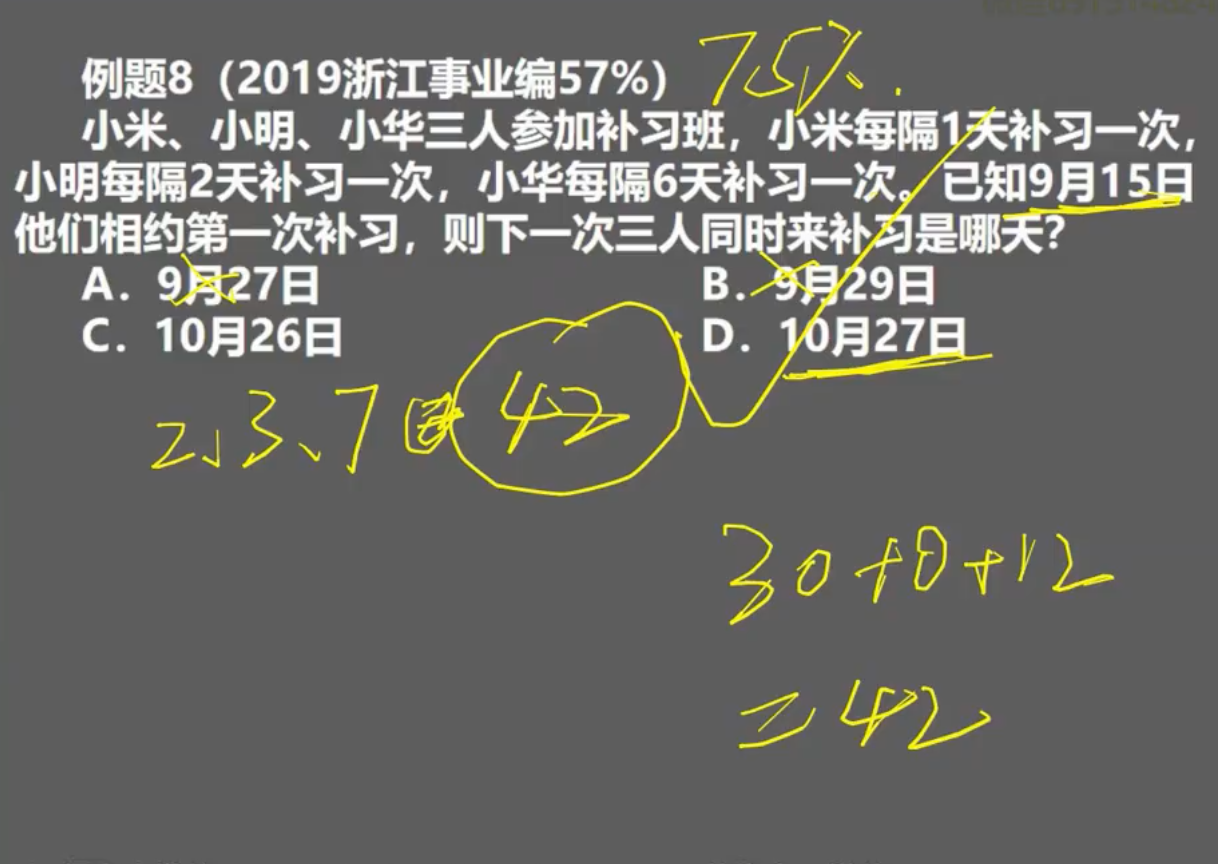 例题8（2019浙江事业编57%） 75%.
小米、小明、小华三人参加补习班，小米每隔1天补习一次，
小明每隔2天补习一次，小华每隔6天补习一次。已知9月15日
他们相约第一次补习，则下一次三人同时来补习是哪天？
A．9月27日 B．9月29日
C．10月26日 D．10月27日
2、3、7 42
30+0+12
=42